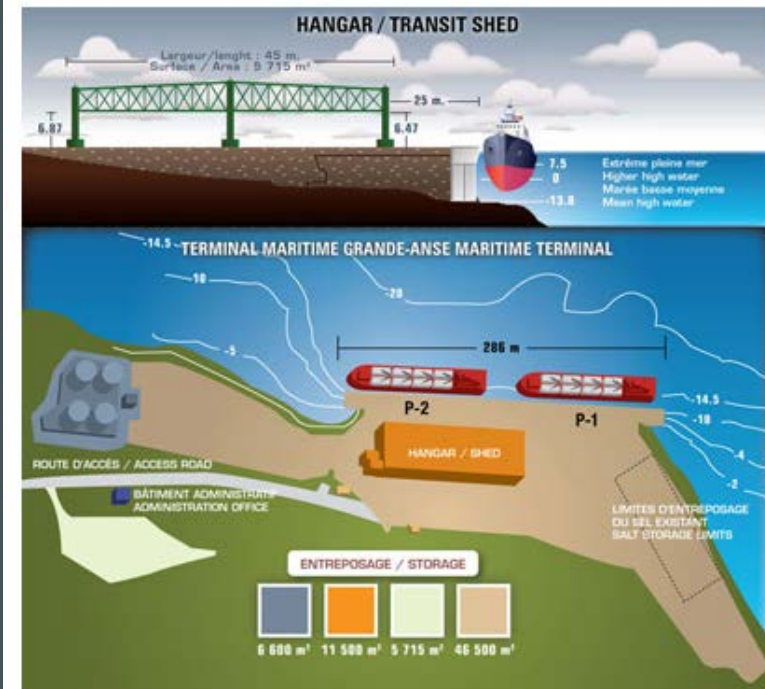 HANGAR / TRANSIT SHED
Largeur/lenght : 45 m.
Surface / Area : 5 715 m²
25 m.
6.87
6.47
7.5 Extrême pleine mer
0 Higher high water
Marée basse moyenne
-13.8 Mean high water
TERMINAL MARITIME GRANDE-ANSE MARITIME TERMINAL
-14.5
-10
-20
-5
286 m
P-2
P-1
-14.5
-10
-4
-2
HANGAR / SHED
ROUTE D'ACCÈS / ACCESS ROAD
BÂTIMENT ADMINISTRATIF
ADMINISTRATION OFFICE
LIMITES D'ENTREPOSAGE
DU SEL EXISTANT
SALT STORAGE LIMITS
ENTREPOSAGE / STORAGE
6 600 m² 11 500 m² 5 715 m² 46 500 m²